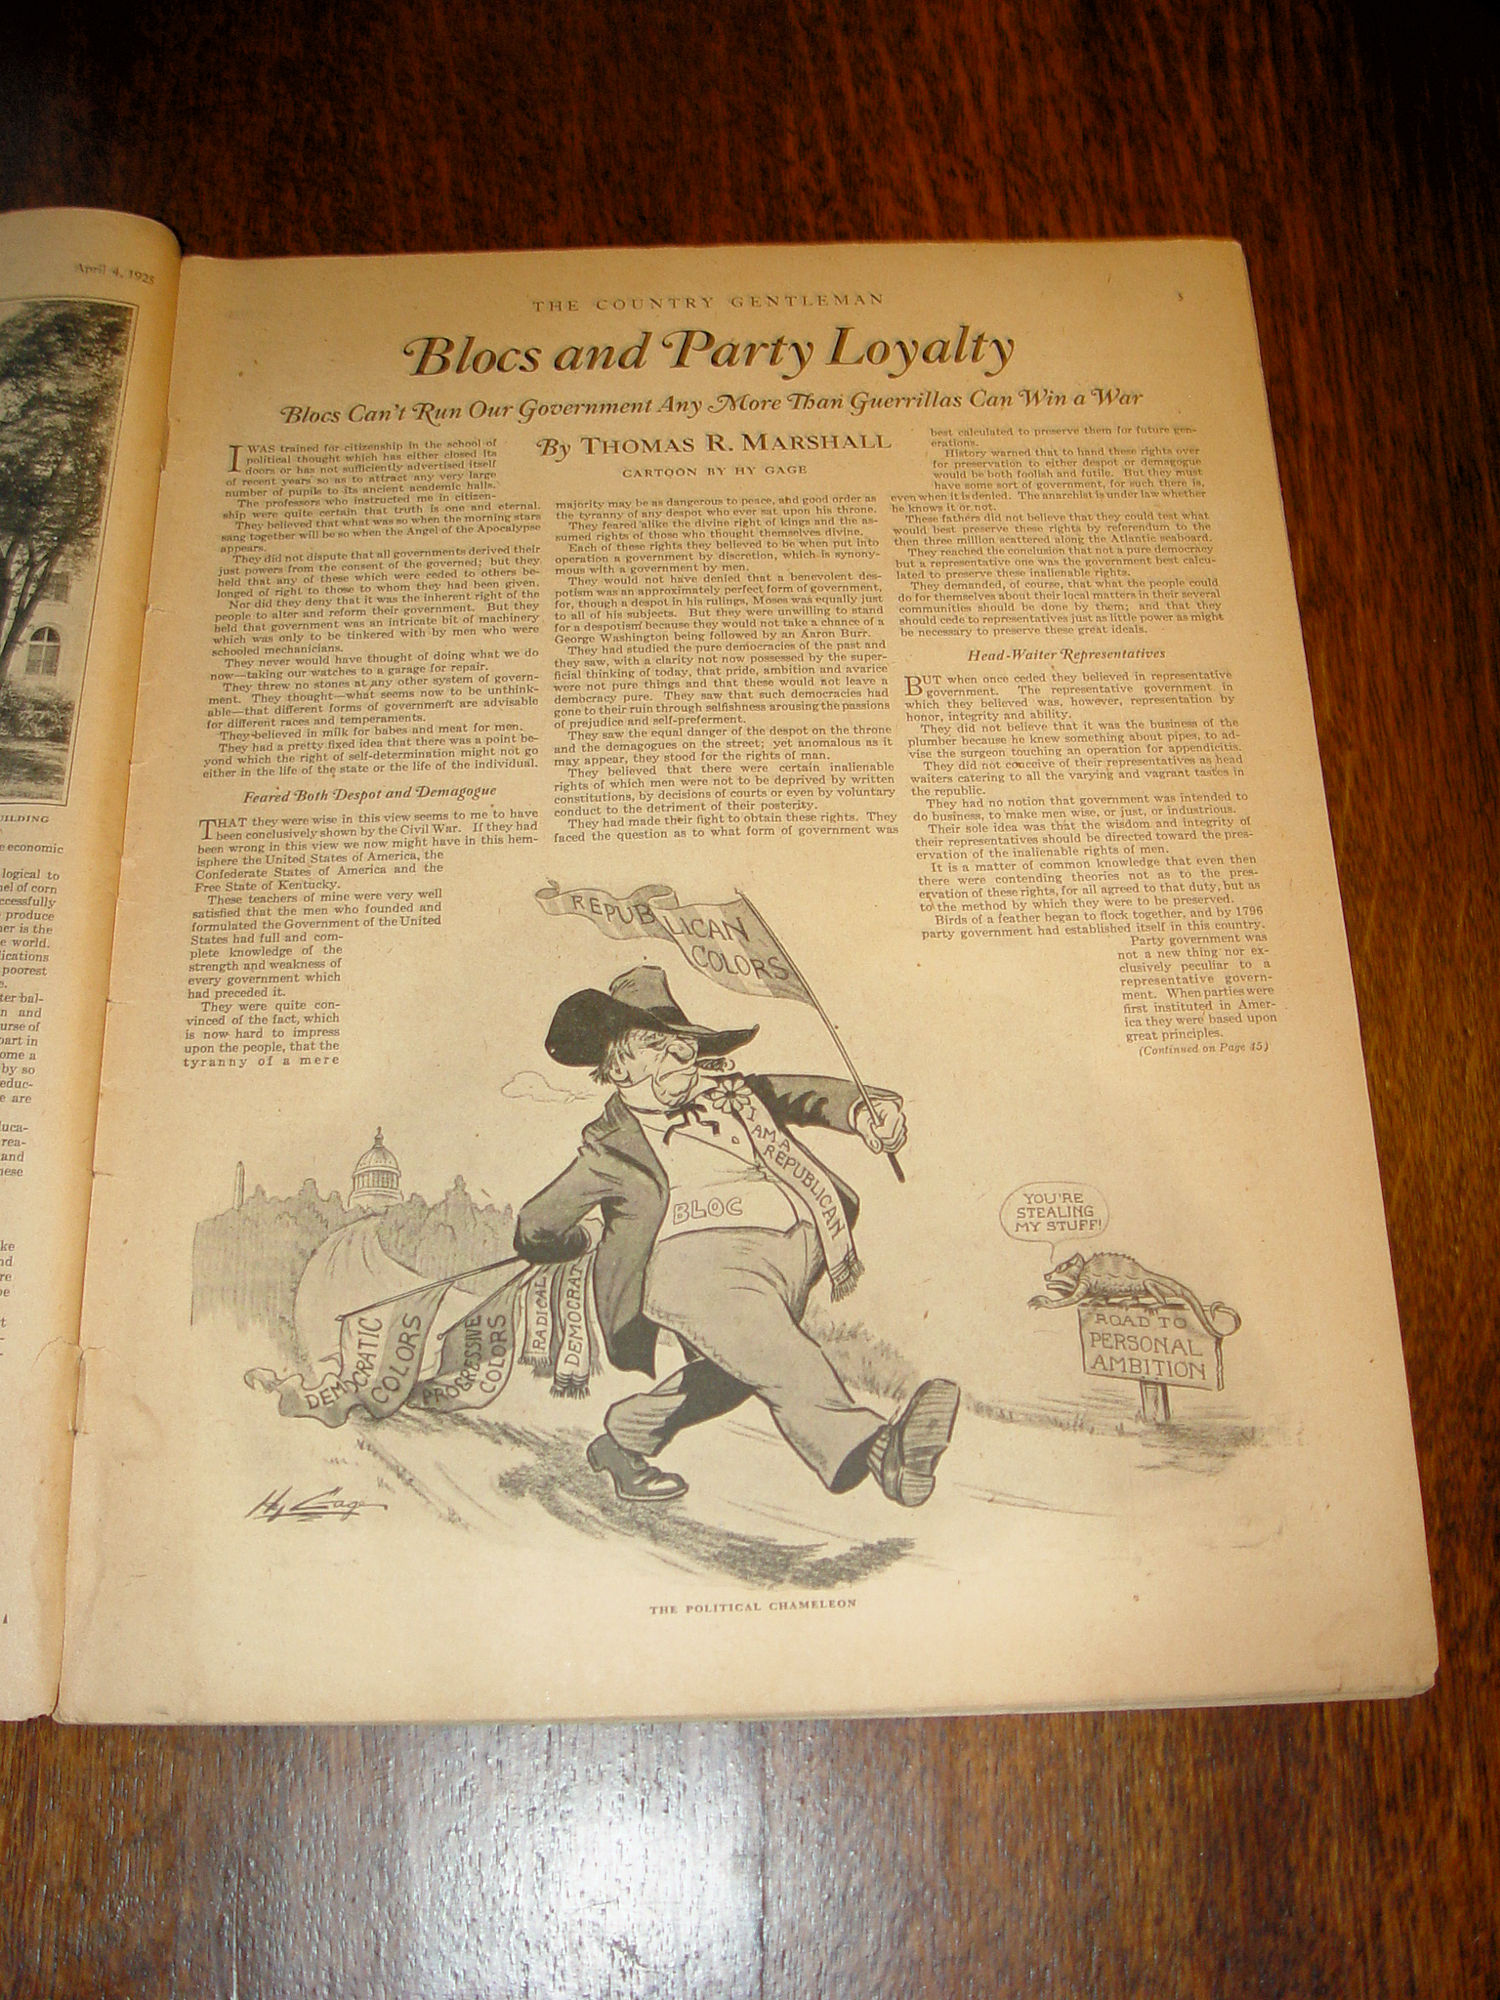 April 4, 1925
UILDING
e economic
logical to
nel of corn
ccessfully
produce
her is the
e world.
lications
poorest
e.
ter bal-
n and
urse of
part in
ome a
by so
educ-
e are
luca-
rea-
and
hese
ke
nd
re
be
t
THE COUNTRY GENTLEMAN
5
Blocs and Party Loyalty
Blocs Can't Run Our Government Any More Than Guerrillas Can Win a War
By THOMAS R. MARSHALL
CARTOON BY HY GAGE
I WAS trained for citizenship in the school of
political thought which has either closed its
doors or has not sufficiently advertised itself
of recent years so as to attract any very large
number of pupils to its ancient academic halls.
The professors who instructed me in citizen-
ship were quite certain that truth is one and eternal.
They believed that what was so when the morning stars
sang together will be so when the Angel of the Apocalypse
appears.
They did not dispute that all governments derived their
just powers from the consent of the governed; but they
held that any of these which were ceded to others be-
longed of right to those to whom they had been given.
Nor did they deny that it was the inherent right of the
people to alter and reform their government. But they
held that government was an intricate bit of machinery
which was only to be tinkered with by men who were
schooled mechanicians.
They never would have thought of doing what we do
now—taking our watches to a garage for repair.
They threw no stones at any other system of govern-
ment. They thought—what seems now to be unthink-
able—that different forms of government are advisable
for different races and temperaments.
They believed in milk for babes and meat for men.
They had a pretty fixed idea that there was a point be-
yond which the right of self-determination might not go
either in the life of the state or the life of the individual.
Feared Both Despot and Demagogue
THAT they were wise in this view seems to me to have
been conclusively shown by the Civil War. If they had
been wrong in this view we now might have in this hem-
isphere the United States of America, the
Confederate States of America and the
Free State of Kentucky.
These teachers of mine were very well
satisfied that the men who founded and
formulated the Government of the United
States had full and com-
plete knowledge of the
strength and weakness of
every government which
had preceded it.
They were quite con-
vinced of the fact, which
is now hard to impress
upon the people, that the
tyranny of a mere
majority may be as dangerous to peace, and good order as
the tyranny of any despot who ever sat upon his throne.
They feared alike the divine right of kings and the as-
sumed rights of those who thought themselves divine.
Each of these rights they believed to be when put into
operation a government by discretion, which is synony-
mous with a government by men.
They would not have denied that a benevolent des-
potism was an approximately perfect form of government,
for, though a despot in his rulings, Moses was equally just
to all of his subjects. But they were unwilling to stand
for a despotism because they would not take a chance of a
George Washington being followed by an Aaron Burr.
They had studied the pure democracies of the past and
they saw, with a clarity not now possessed by the super-
ficial thinking of today, that pride, ambition and avarice
were not pure things and that these would not leave a
democracy pure. They saw that such democracies had
gone to their ruin through selfishness arousing the passions
of prejudice and self-preferment.
They saw the equal danger of the despot on the throne
and the demagogues on the street; yet anomalous as it
may appear, they stood for the rights of man.
They believed that there were certain inalienable
rights of which men were not to be deprived by written
constitutions, by decisions of courts or even by voluntary
conduct to the detriment of their posterity.
They had made their fight to obtain these rights. They
faced the question as to what form of government was
best calculated to preserve them for future gen-
erations.
History warned that to hand these rights over
for preservation to either despot or demagogue
would be both foolish and futile. But they must
have some sort of government, for such there is,
even when it is denied. The anarchist is under law whether
he knows it or not.
These fathers did not believe that they could test what
would best preserve these rights by referendum to the
then three million scattered along the Atlantic seaboard.
They reached the conclusion that not a pure democracy
but a representative one was the government best calcu-
lated to preserve these inalienable rights.
They demanded, of course, that what the people could
do for themselves about their local matters in their several
communities should be done by them; and that they
should cede to representatives just as little power as might
be necessary to preserve these great ideals.
Head-Waiter Representatives
BUT when once ceded they believed in representative
government. The representative government in
which they believed was, however, representation by
honor, integrity and ability.
They did not believe that it was the business of the
plumber because he knew something about pipes, to ad-
vise the surgeon touching an operation for appendicitis.
They did not conceive of their representatives as head
waiters catering to all the varying and vagrant tastes in
the republic.
They had no notion that government was intended to
do business, to make men wise, or just, or industrious.
Their sole idea was that the wisdom and integrity of
their representatives should be directed toward the pres-
ervation of the inalienable rights of men.
It is a matter of common knowledge that even then
there were contending theories not as to the pres-
ervation of these rights, for all agreed to that duty, but as
to the method by which they were to be preserved.
Birds of a feather began to flock together, and by 1796
party government had established itself in this country.
Party government was
not a new thing nor ex-
clusively peculiar to a
representative govern-
ment. When parties were
first instituted in Amer-
ica they were based upon
great principles.
(Continued on Page 45)
REPUBLICAN
COLORS
I AM A
REPUBLICAN
BLOC
YOU'RE
STEALING
MY STUFF!
ROAD TO
PERSONAL
AMBITION
DEMOCRATIC
COLORS
PROGRESSIVE
COLORS
RADICAL
DEMOCRAT
Hy Gage
THE POLITICAL CHAMELEON